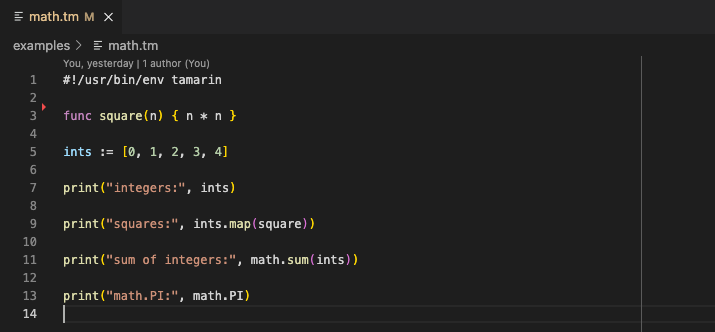 math.tm M
examples > math.tm
You, yesterday | 1 author (You)
1 #!/usr/bin/env tamarin
2
3 func square(n) { n * n }
4
5 ints := [0, 1, 2, 3, 4]
6
7 print("integers:", ints)
8
9 print("squares:", ints.map(square))
10
11 print("sum of integers:", math.sum(ints))
12
13 print("math.PI:", math.PI)
14